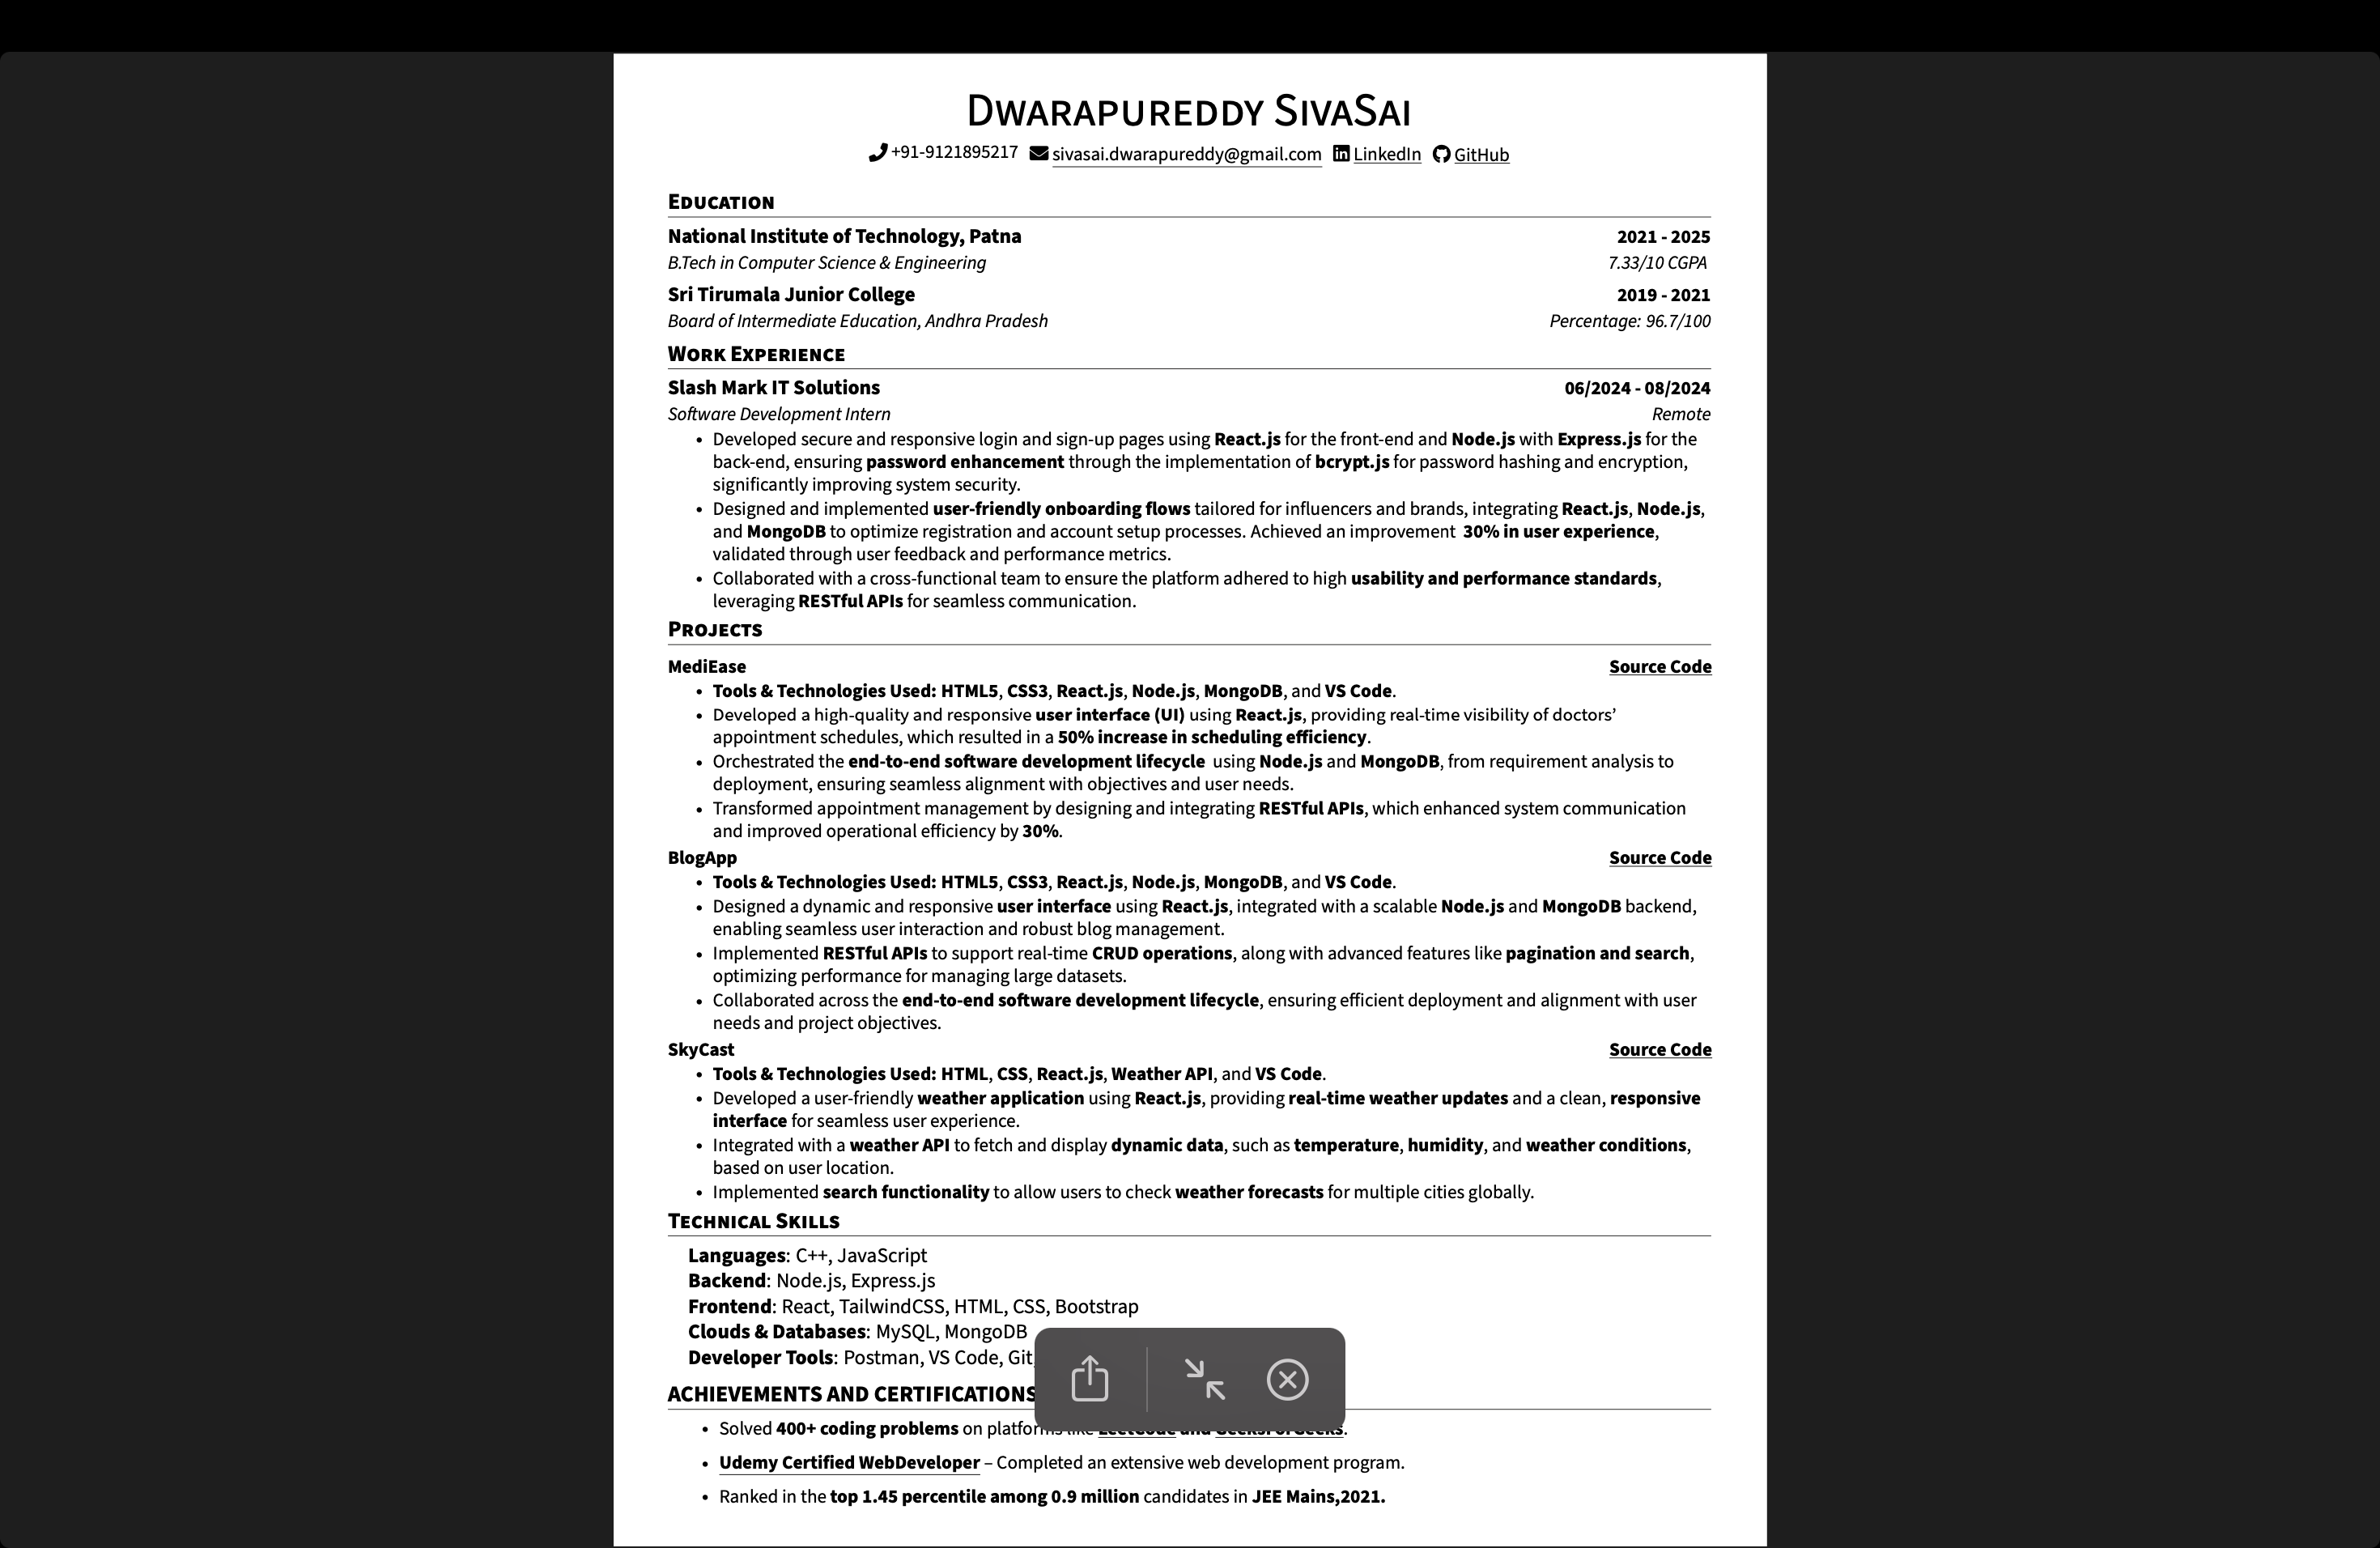 Dwarapureddy SivaSai
+91-9121895217 sivasai.dwarapureddy@gmail.com LinkedIn GitHub
Education
National Institute of Technology, Patna 2021 - 2025
B.Tech in Computer Science & Engineering 7.33/10 CGPA
Sri Tirumala Junior College 2019 - 2021
Board of Intermediate Education, Andhra Pradesh Percentage: 96.7/100
Work Experience
Slash Mark IT Solutions 06/2024 - 08/2024
Software Development Intern Remote
• Developed secure and responsive login and sign-up pages using React.js for the front-end and Node.js with Express.js for the
back-end, ensuring password enhancement through the implementation of bcrypt.js for password hashing and encryption,
significantly improving system security.
• Designed and implemented user-friendly onboarding flows tailored for influencers and brands, integrating React.js, Node.js,
and MongoDB to optimize registration and account setup processes. Achieved an improvement 30% in user experience,
validated through user feedback and performance metrics.
• Collaborated with a cross-functional team to ensure the platform adhered to high usability and performance standards,
leveraging RESTful APIs for seamless communication.
Projects
MediEase Source Code
• Tools & Technologies Used: HTML5, CSS3, React.js, Node.js, MongoDB, and VS Code.
• Developed a high-quality and responsive user interface (UI) using React.js, providing real-time visibility of doctors’
appointment schedules, which resulted in a 50% increase in scheduling efficiency.
• Orchestrated the end-to-end software development lifecycle using Node.js and MongoDB, from requirement analysis to
deployment, ensuring seamless alignment with objectives and user needs.
• Transformed appointment management by designing and integrating RESTful APIs, which enhanced system communication
and improved operational efficiency by 30%.
BlogApp Source Code
• Tools & Technologies Used: HTML5, CSS3, React.js, Node.js, MongoDB, and VS Code.
• Designed a dynamic and responsive user interface using React.js, integrated with a scalable Node.js and MongoDB backend,
enabling seamless user interaction and robust blog management.
• Implemented RESTful APIs to support real-time CRUD operations, along with advanced features like pagination and search,
optimizing performance for managing large datasets.
• Collaborated across the end-to-end software development lifecycle, ensuring efficient deployment and alignment with user
needs and project objectives.
SkyCast Source Code
• Tools & Technologies Used: HTML, CSS, React.js, Weather API, and VS Code.
• Developed a user-friendly weather application using React.js, providing real-time weather updates and a clean, responsive
interface for seamless user experience.
• Integrated with a weather API to fetch and display dynamic data, such as temperature, humidity, and weather conditions,
based on user location.
• Implemented search functionality to allow users to check weather forecasts for multiple cities globally.
Technical Skills
Languages: C++, JavaScript
Backend: Node.js, Express.js
Frontend: React, TailwindCSS, HTML, CSS, Bootstrap
Clouds & Databases: MySQL, MongoDB
Developer Tools: Postman, VS Code, Git,
ACHIEVEMENTS AND CERTIFICATIONS
• Solved 400+ coding problems on platforms like LeetCode and GeeksForGeeks.
• Udemy Certified WebDeveloper – Completed an extensive web development program.
• Ranked in the top 1.45 percentile among 0.9 million candidates in JEE Mains,2021.